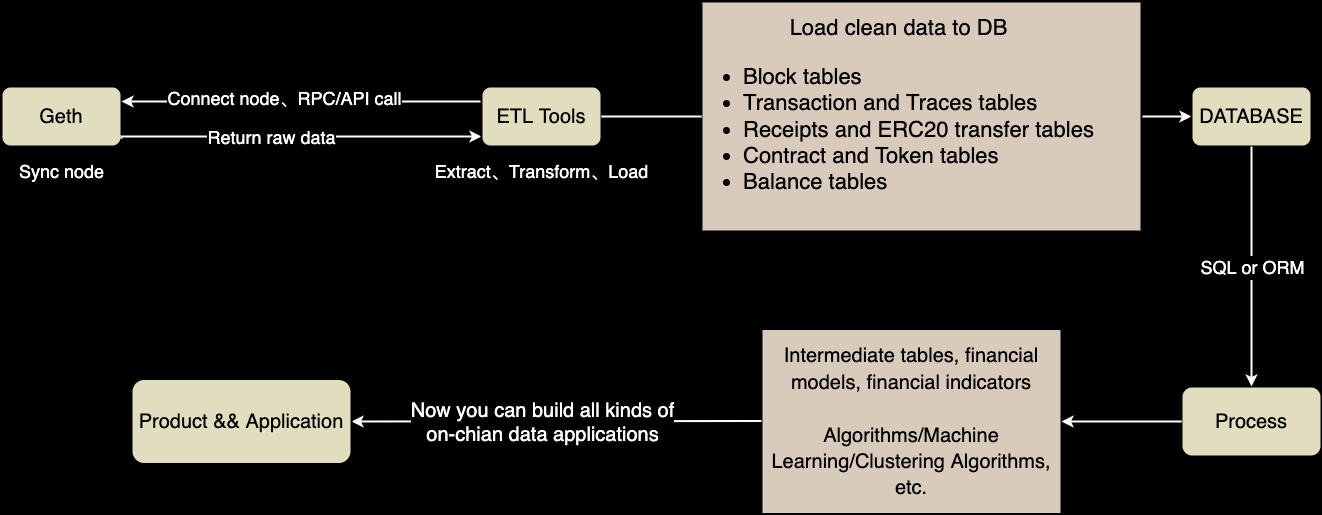 Load clean data to DB
• Block tables
• Transaction and Traces tables
• Receipts and ERC20 transfer tables
• Contract and Token tables
• Balance tables
Geth
Connect node、RPC/API call
Return raw data
ETL Tools
DATABASE
Sync node
Extract、Transform、Load
SQL or ORM
Intermediate tables, financial
models, financial indicators
Algorithms/Machine
Learning/Clustering Algorithms,
etc.
Product && Application
Now you can build all kinds of
on-chian data applications
Process